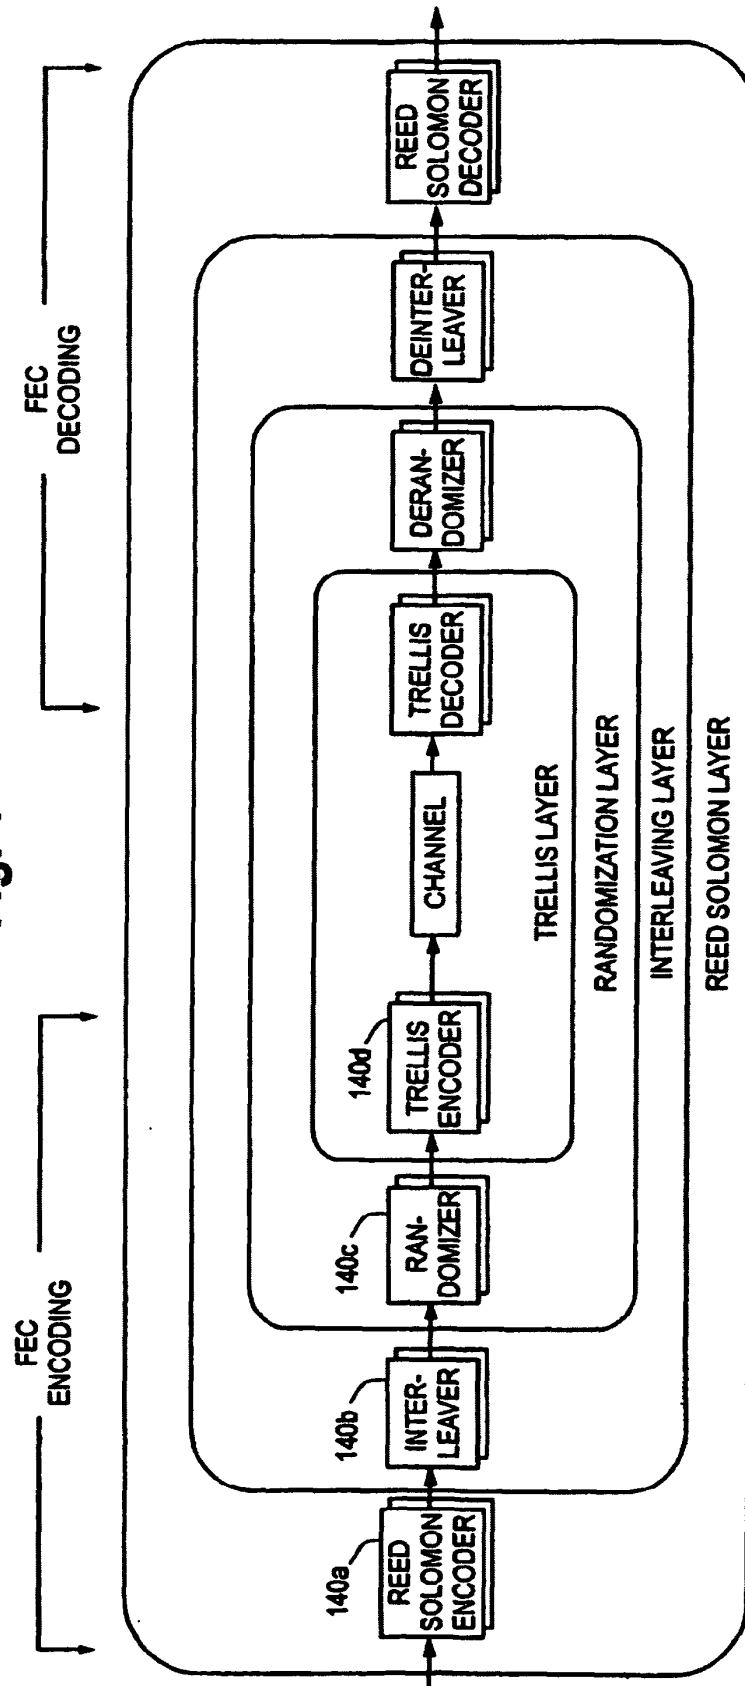 FEC
ENCODING
FEC
DECODING
140a
REED
SOLOMON
ENCODER
140b
INTER-
LEAVER
140c
RAN-
DOMIZER
140d
TRELLIS
ENCODER
CHANNEL
TRELLIS
DECODER
DERAN-
DOMIZER
DEINTER-
LEAVER
REED
SOLOMON
DECODER
TRELLIS LAYER
RANDOMIZATION LAYER
INTERLEAVING LAYER
REED SOLOMON LAYER